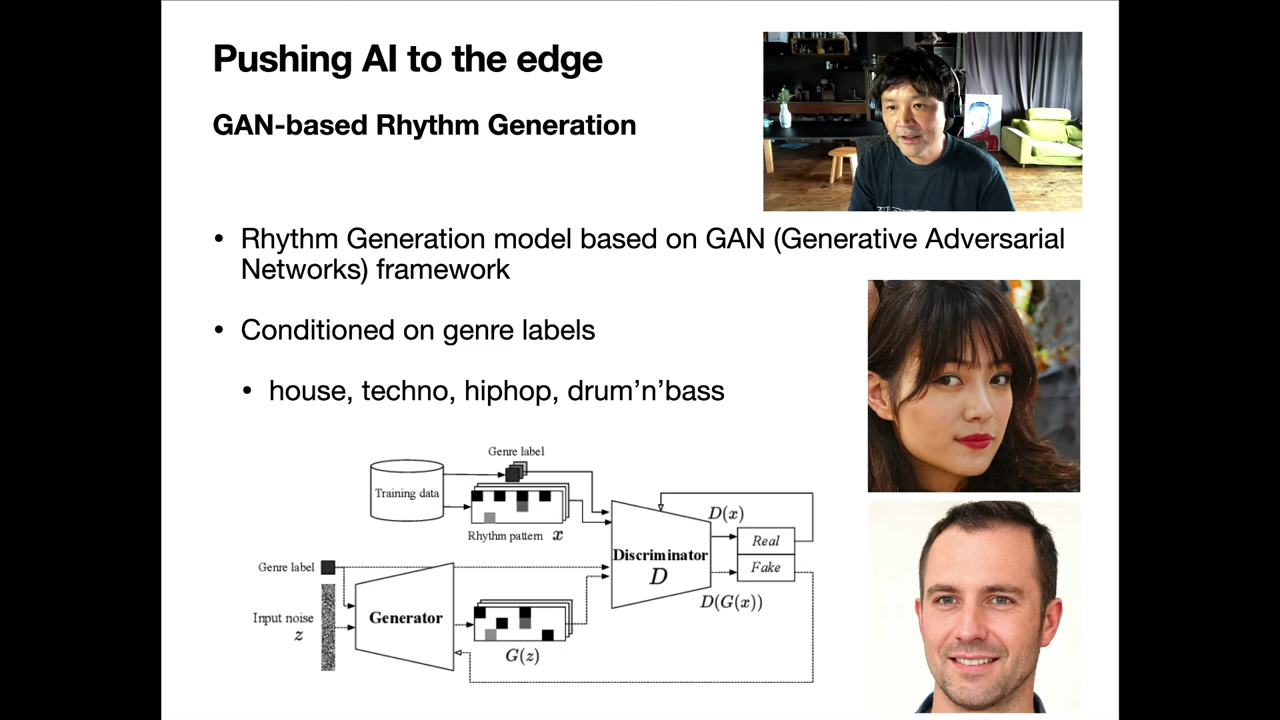 Pushing AI to the edge
GAN-based Rhythm Generation
• Rhythm Generation model based on GAN (Generative Adversarial
Networks) framework
• Conditioned on genre labels
• house, techno, hiphop, drum’n’bass
Genre label
Training data
Rhythm pattern x
D(x)
Real
Discriminator
D
Fake
D(G(x))
Genre label
Input noise
z
Generator
G(z)